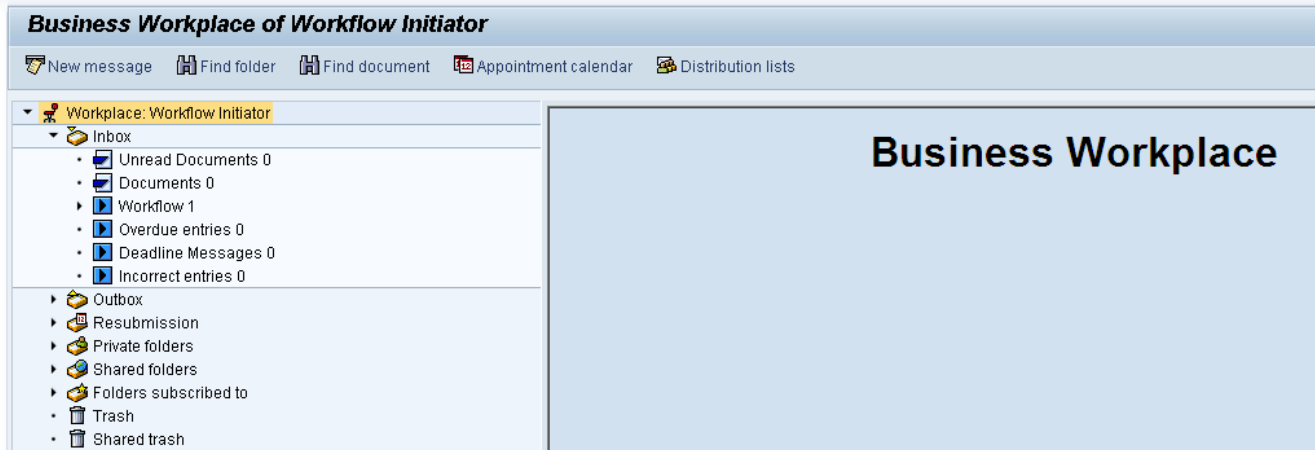 Business Workplace of Workflow Initiator
New message Find folder Find document 12 Appointment calendar Distribution lists
Workplace: Workflow Initiator
Inbox
Unread Documents 0
Documents 0
Workflow 1
Overdue entries 0
Deadline Messages 0
Incorrect entries 0
Outbox
Resubmission
Private folders
Shared folders
Folders subscribed to
Trash
Shared trash
Business Workplace